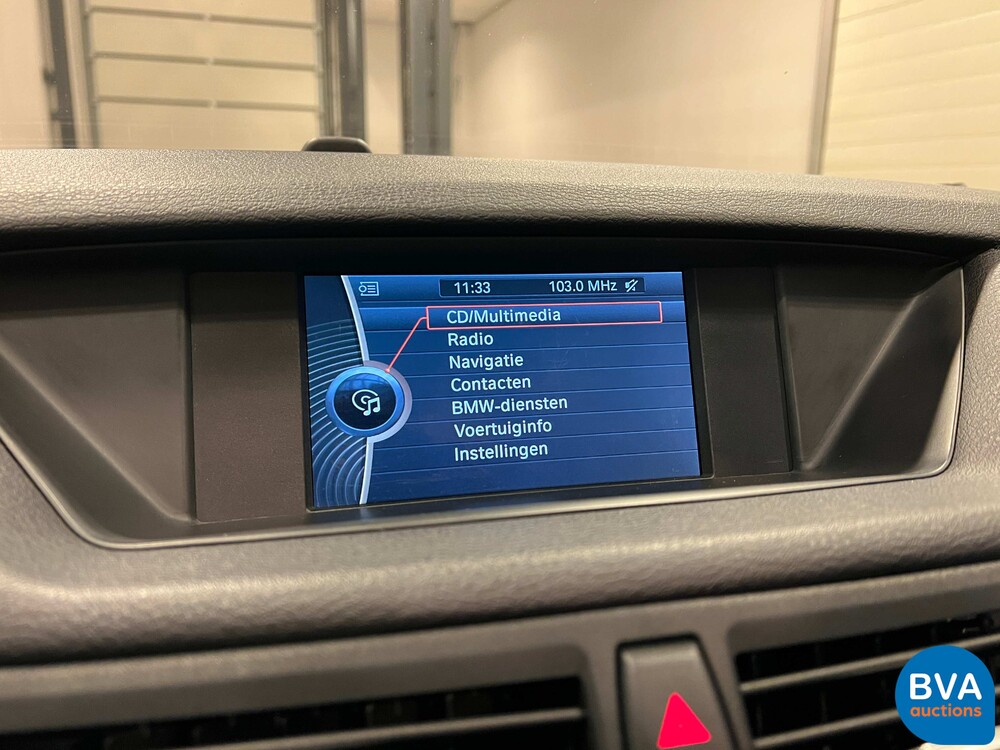 11:33 103.0 MHz
CD/Multimedia
Radio
Navigatie
Contacten
BMW-diensten
Voertuiginfo
Instellingen
BVA
auctions